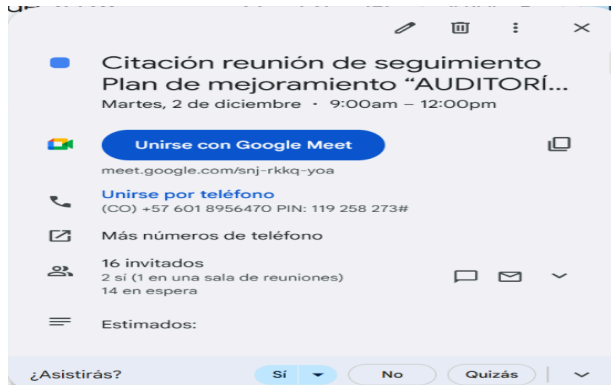 Citación reunión de seguimiento
Plan de mejoramiento “AUDITORÍ...
Martes, 2 de diciembre · 9:00am – 12:00pm
Unirse con Google Meet
meet.google.com/snj-rkkq-yoa
Unirse por teléfono
(CO) +57 601 8956470 PIN: 119 258 273#
Más números de teléfono
16 invitados
2 sí (1 en una sala de reuniones)
14 en espera
Estimados:
¿Asistirás? Sí No Quizás